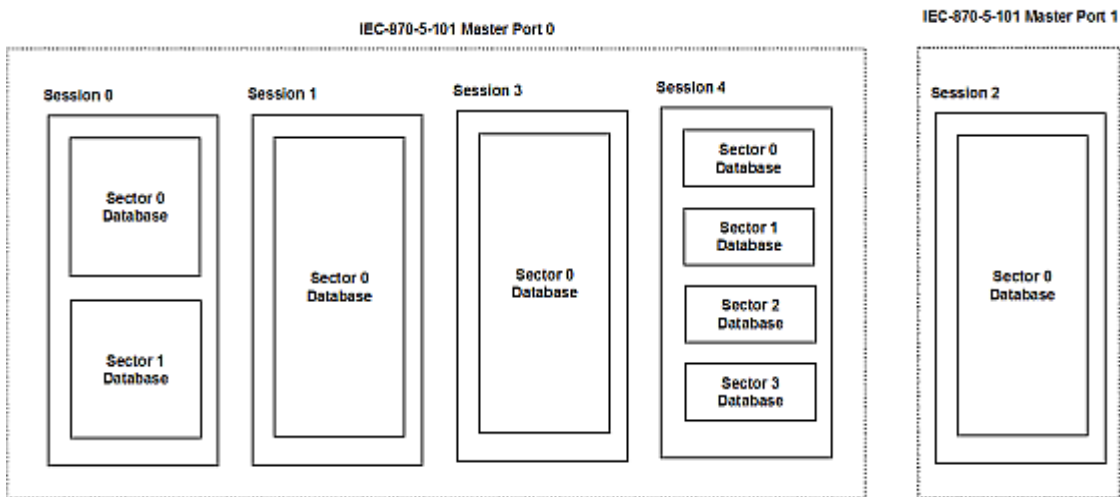 IEC-870-5-101 Master Port 0
Session 0
Sector 0
Database
Sector 1
Database
Session 1
Sector 0
Database
Session 3
Sector 0
Database
Session 4
Sector 0
Database
Sector 1
Database
Sector 2
Database
Sector 3
Database
IEC-870-5-101 Master Port 1
Session 2
Sector 0
Database